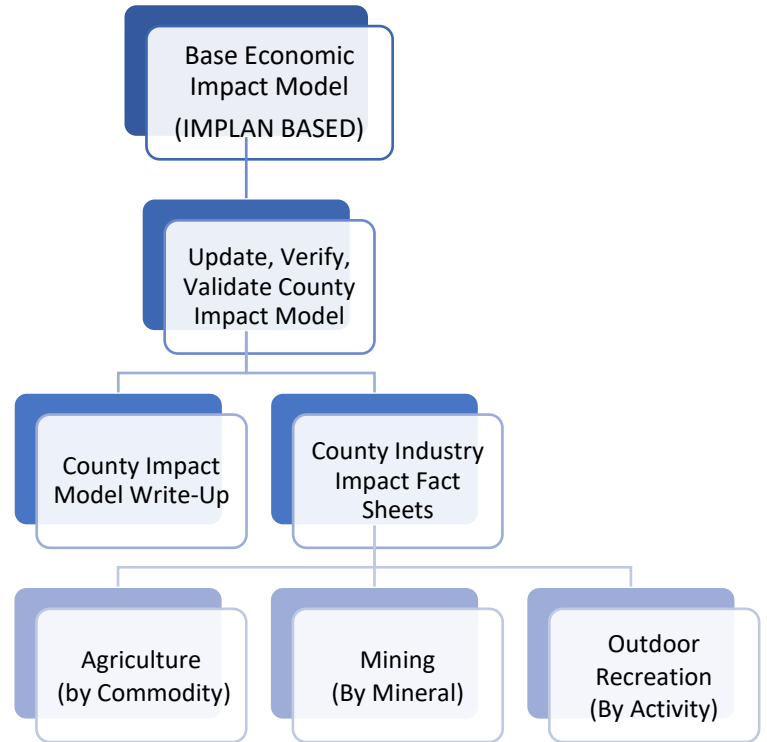 Base Economic
Impact Model
(IMPLAN BASED)
Update, Verify,
Validate County
Impact Model
County Impact
Model Write-Up
County Industry
Impact Fact
Sheets
Agriculture
(by Commodity)
Mining
(By Mineral)
Outdoor
Recreation
(By Activity)